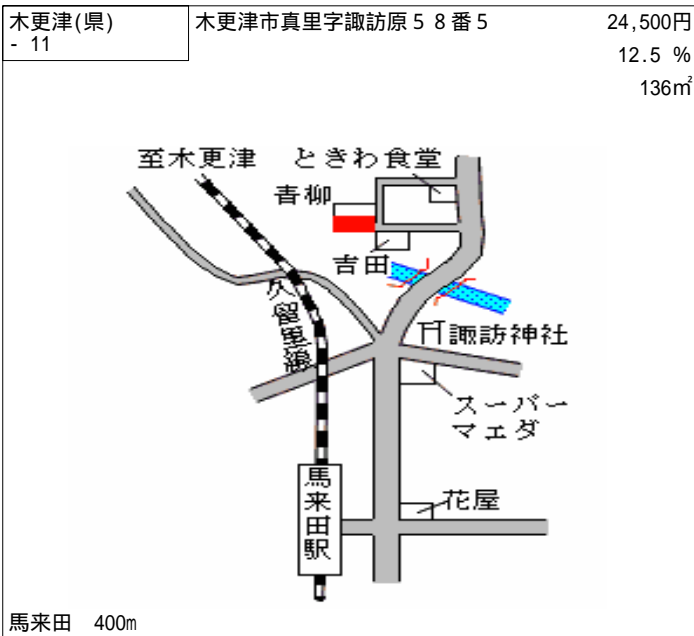 木更津(県)
- 11
木更津市真里字諏訪原５８番５
24,500円
12.5 %
136㎡
至木更津
ときわ食堂
青柳
吉田
久留里線
諏訪神社
スーパー
マエダ
馬来田駅
花屋
馬来田 400m